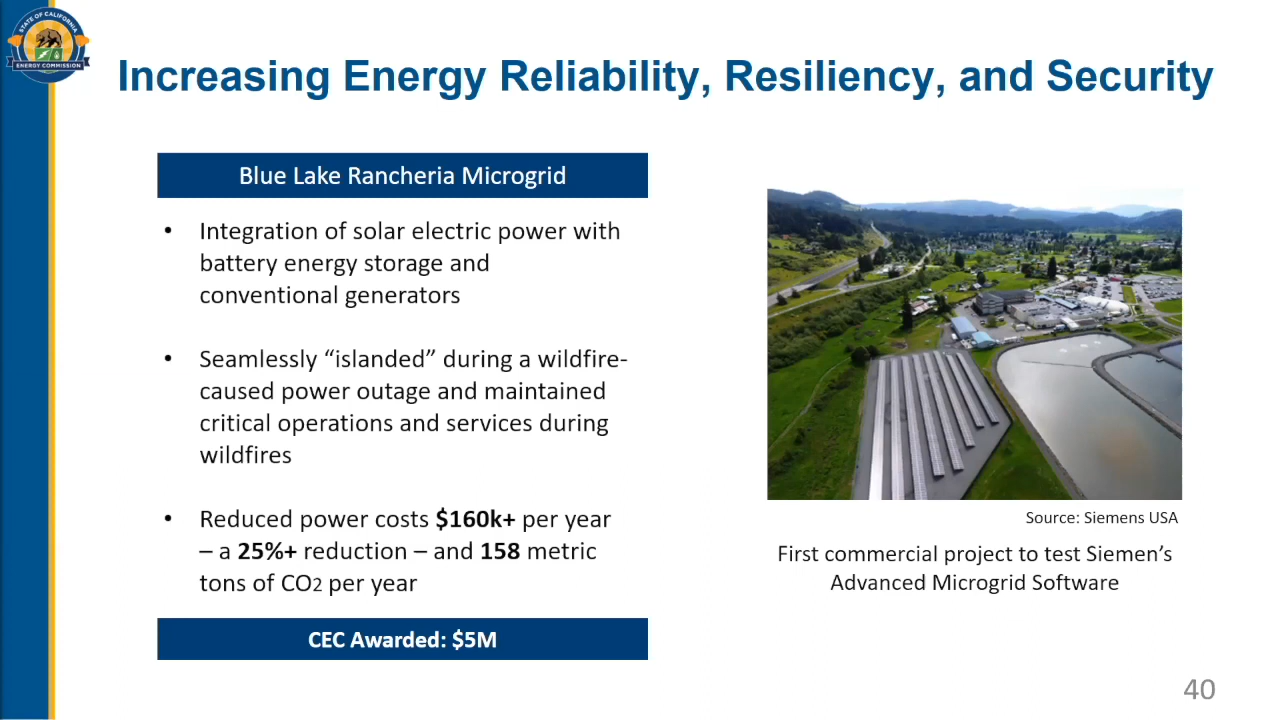 STATE OF CALIFORNIA
ENERGY COMMISSION
Increasing Energy Reliability, Resiliency, and Security
Blue Lake Rancheria Microgrid
• Integration of solar electric power with
battery energy storage and
conventional generators
• Seamlessly “islanded” during a wildfire-
caused power outage and maintained
critical operations and services during
wildfires
• Reduced power costs $160k+ per year
– a 25%+ reduction – and 158 metric
tons of CO2 per year
CEC Awarded: $5M
Source: Siemens USA
First commercial project to test Siemen’s
Advanced Microgrid Software
40